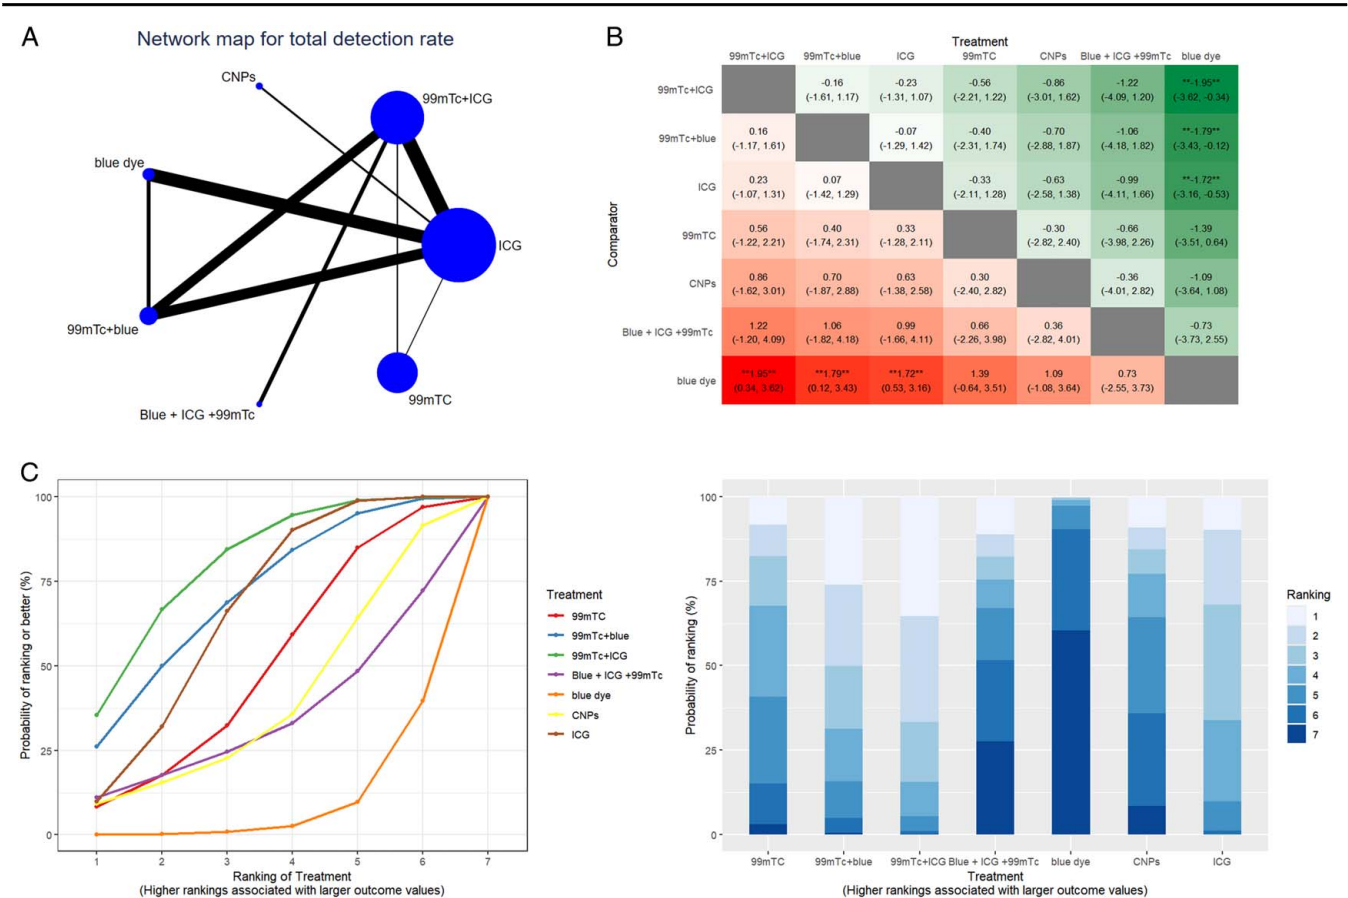 A
Network map for total detection rate
CNPs
99mTc+ICG
blue dye
ICG
99mTc+blue
99mTC
Blue + ICG +99mTc
B
Treatment
99mTc+ICG 99mTc+blue ICG 99mTC CNPs Blue + ICG +99mTc blue dye
Comparator
99mTc+ICG -0.16 -0.23 -0.56 -0.86 -1.22 **-1.95**
(-1.61, 1.17) (-1.31, 1.07) (-2.21, 1.22) (-3.01, 1.62) (-4.09, 1.20) (-3.62, -0.34)
99mTc+blue 0.16 -0.07 -0.40 -0.70 -1.06 **-1.79**
(-1.17, 1.61) (-1.29, 1.42) (-2.31, 1.74) (-2.88, 1.87) (-4.18, 1.82) (-3.43, -0.12)
ICG 0.23 0.07 -0.33 -0.63 -0.99 **-1.72**
(-1.07, 1.31) (-1.42, 1.29) (-2.11, 1.28) (-2.58, 1.38) (-4.11, 1.66) (-3.16, -0.53)
99mTC 0.56 0.40 0.33 -0.30 -0.66 -1.39
(-1.22, 2.21) (-1.74, 2.31) (-1.28, 2.11) (-2.82, 2.40) (-3.98, 2.26) (-3.51, 0.64)
CNPs 0.86 0.70 0.63 0.30 -0.36 -1.09
(-1.62, 3.01) (-1.87, 2.88) (-1.38, 2.58) (-2.40, 2.82) (-4.01, 2.82) (-3.64, 1.08)
Blue + ICG +99mTc 1.22 1.06 0.99 0.66 0.36 -0.73
(-1.20, 4.09) (-1.82, 4.18) (-1.66, 4.11) (-2.26, 3.98) (-2.82, 4.01) (-3.73, 2.55)
blue dye **1.95** **1.79** **1.72** 1.39 1.09 0.73
(0.34, 3.62) (0.12, 3.43) (0.53, 3.16) (-0.64, 3.51) (-1.08, 3.64) (-2.55, 3.73)
C
Probability of ranking or better (%)
100
75
50
25
0
1 2 3 4 5 6 7
Ranking of Treatment
(Higher rankings associated with larger outcome values)
Treatment
99mTC
99mTc+blue
99mTc+ICG
Blue + ICG +99mTc
blue dye
CNPs
ICG
Probability of ranking (%)
100
75
50
25
0
99mTC 99mTc+blue 99mTc+ICG Blue + ICG +99mTc blue dye CNPs ICG
Treatment
(Higher rankings associated with larger outcome values)
Ranking
1
2
3
4
5
6
7